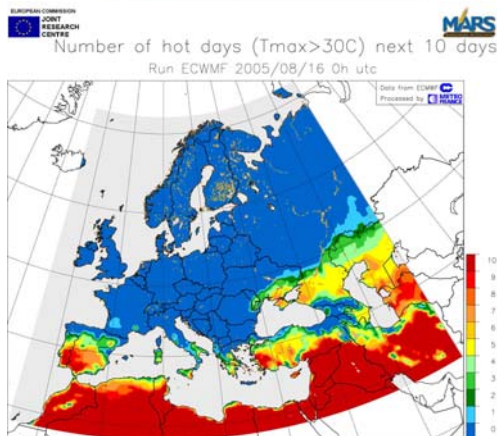 EUROPEAN COMMISSION
JOINT
RESEARCH
CENTRE
MARS
Number of hot days (Tmax>30C) next 10 days
Run ECWMF 2005/08/16 0h utc
Data from ECMWF
Processed by METEO FRANCE
10
9
8
7
6
5
4
3
2
1
0